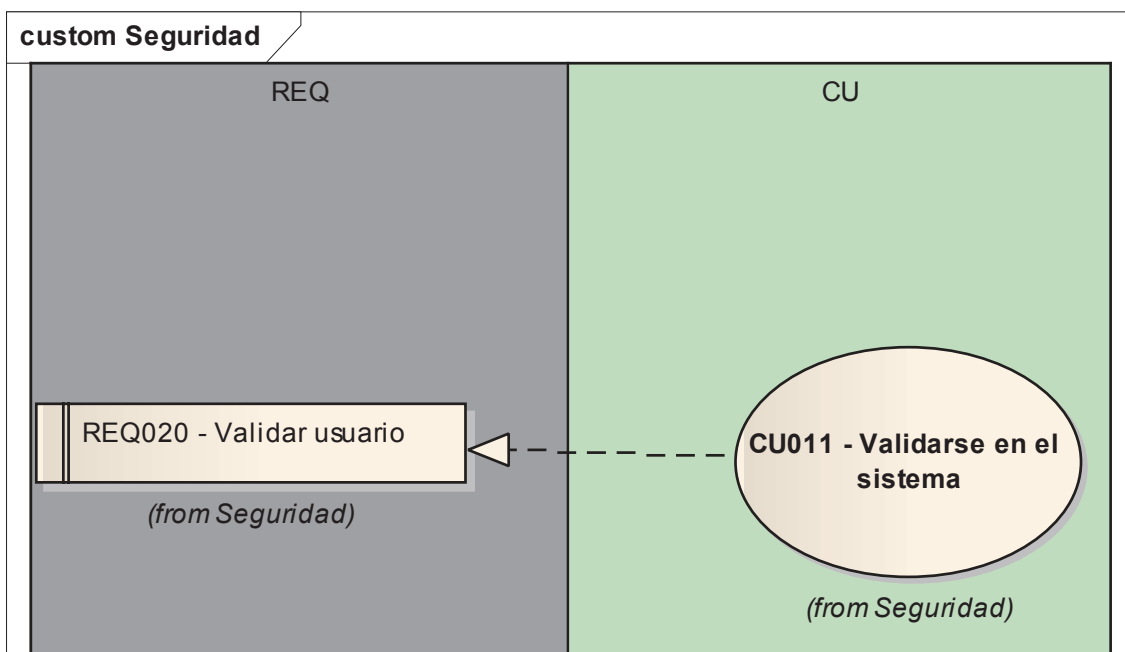 custom Seguridad
REQ
CU
REQ020 - Validar usuario
(from Seguridad)
CU011 - Validarse en el
sistema
(from Seguridad)